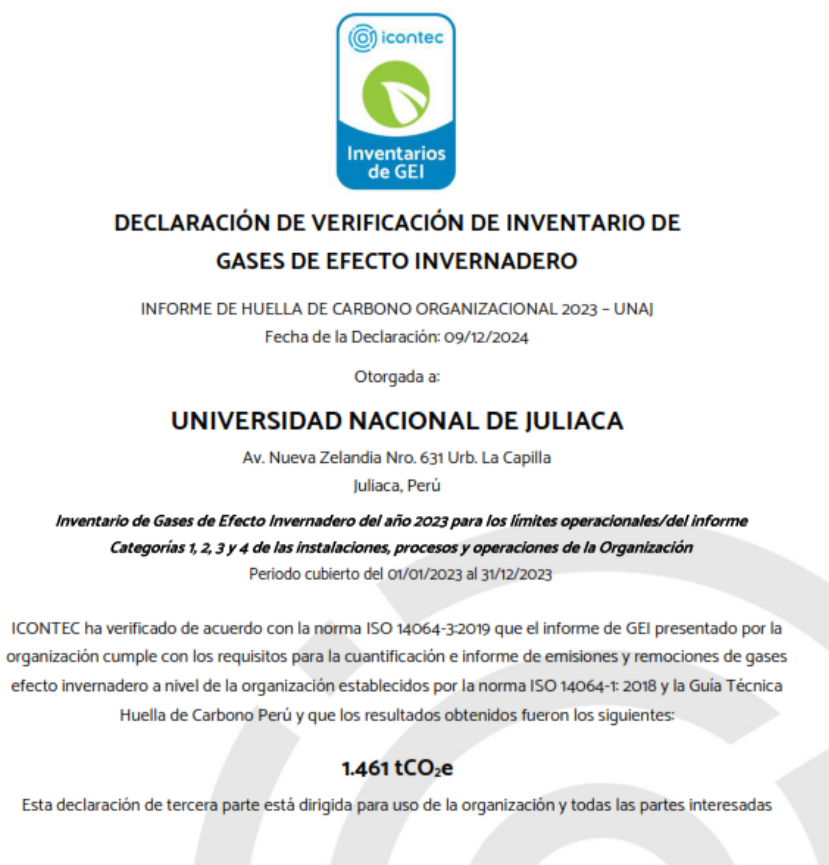 icontec
Inventarios
de GEI
DECLARACIÓN DE VERIFICACIÓN DE INVENTARIO DE
GASES DE EFECTO INVERNADERO
INFORME DE HUELLA DE CARBONO ORGANIZACIONAL 2023 – UNAJ
Fecha de la Declaración: 09/12/2024
Otorgada a:
UNIVERSIDAD NACIONAL DE JULIACA
Av. Nueva Zelandia Nro. 631 Urb. La Capilla
Juliaca, Perú
Inventario de Gases de Efecto Invernadero del año 2023 para los límites operacionales/del informe
Categorías 1, 2, 3 y 4 de las instalaciones, procesos y operaciones de la Organización
Periodo cubierto del 01/01/2023 al 31/12/2023
ICONTEC ha verificado de acuerdo con la norma ISO 14064-3:2019 que el informe de GEI presentado por la
organización cumple con los requisitos para la cuantificación e informe de emisiones y remociones de gases
efecto invernadero a nivel de la organización establecidos por la norma ISO 14064-1: 2018 y la Guía Técnica
Huella de Carbono Perú y que los resultados obtenidos fueron los siguientes:
1.461 tCO₂e
Esta declaración de tercera parte está dirigida para uso de la organización y todas las partes interesadas